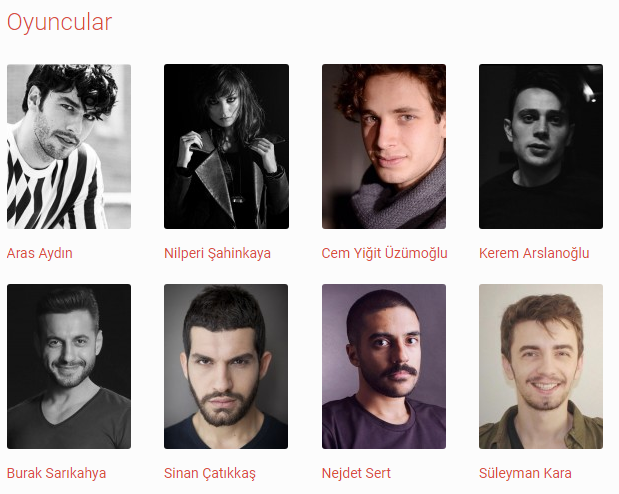 Oyuncular
Aras Aydın
Nilperi Şahinkaya
Cem Yiğit Üzümoğlu
Kerem Arslanoğlu
Burak Sarıkahya
Sinan Çatıkkaş
Nejdet Sert
Süleyman Kara